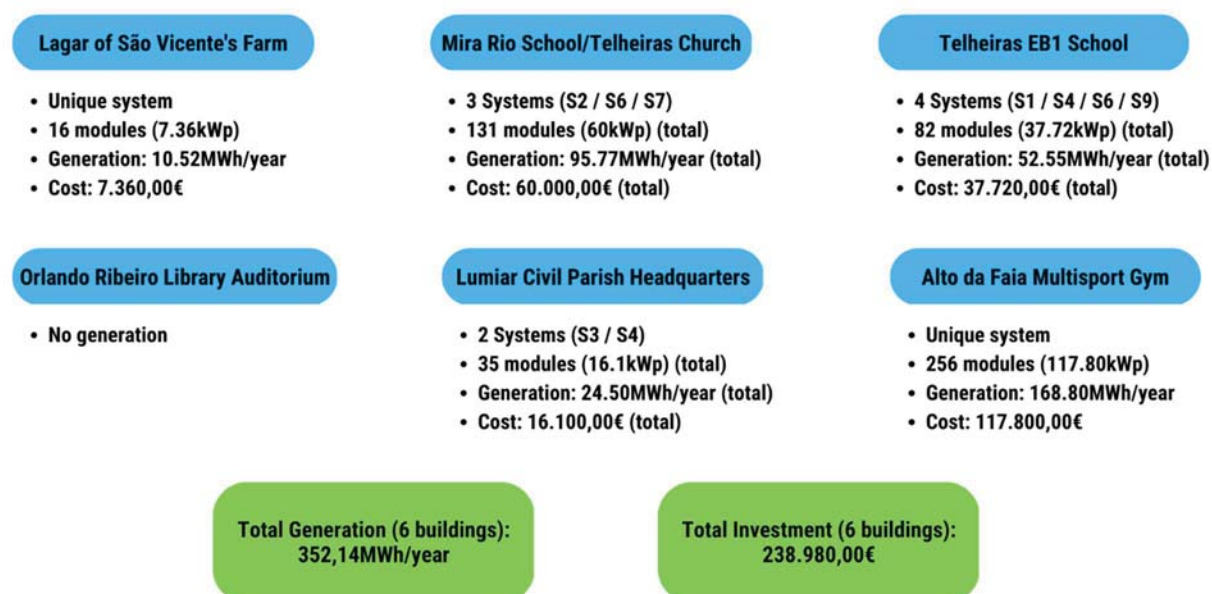 Lagar of São Vicente's Farm
• Unique system
• 16 modules (7.36kWp)
• Generation: 10.52MWh/year
• Cost: 7.360,00€
Mira Rio School/Telheiras Church
• 3 Systems (S2 / S6 / S7)
• 131 modules (60kWp) (total)
• Generation: 95.77MWh/year (total)
• Cost: 60.000,00€ (total)
Telheiras EB1 School
• 4 Systems (S1 / S4 / S6 / S9)
• 82 modules (37.72kWp) (total)
• Generation: 52.55MWh/year (total)
• Cost: 37.720,00€ (total)
Orlando Ribeiro Library Auditorium
• No generation
Lumiar Civil Parish Headquarters
• 2 Systems (S3 / S4)
• 35 modules (16.1kWp) (total)
• Generation: 24.50MWh/year (total)
• Cost: 16.100,00€ (total)
Alto da Faia Multisport Gym
• Unique system
• 256 modules (117.80kWp)
• Generation: 168.80MWh/year
• Cost: 117.800,00€
Total Generation (6 buildings):
352,14MWh/year
Total Investment (6 buildings):
238.980,00€